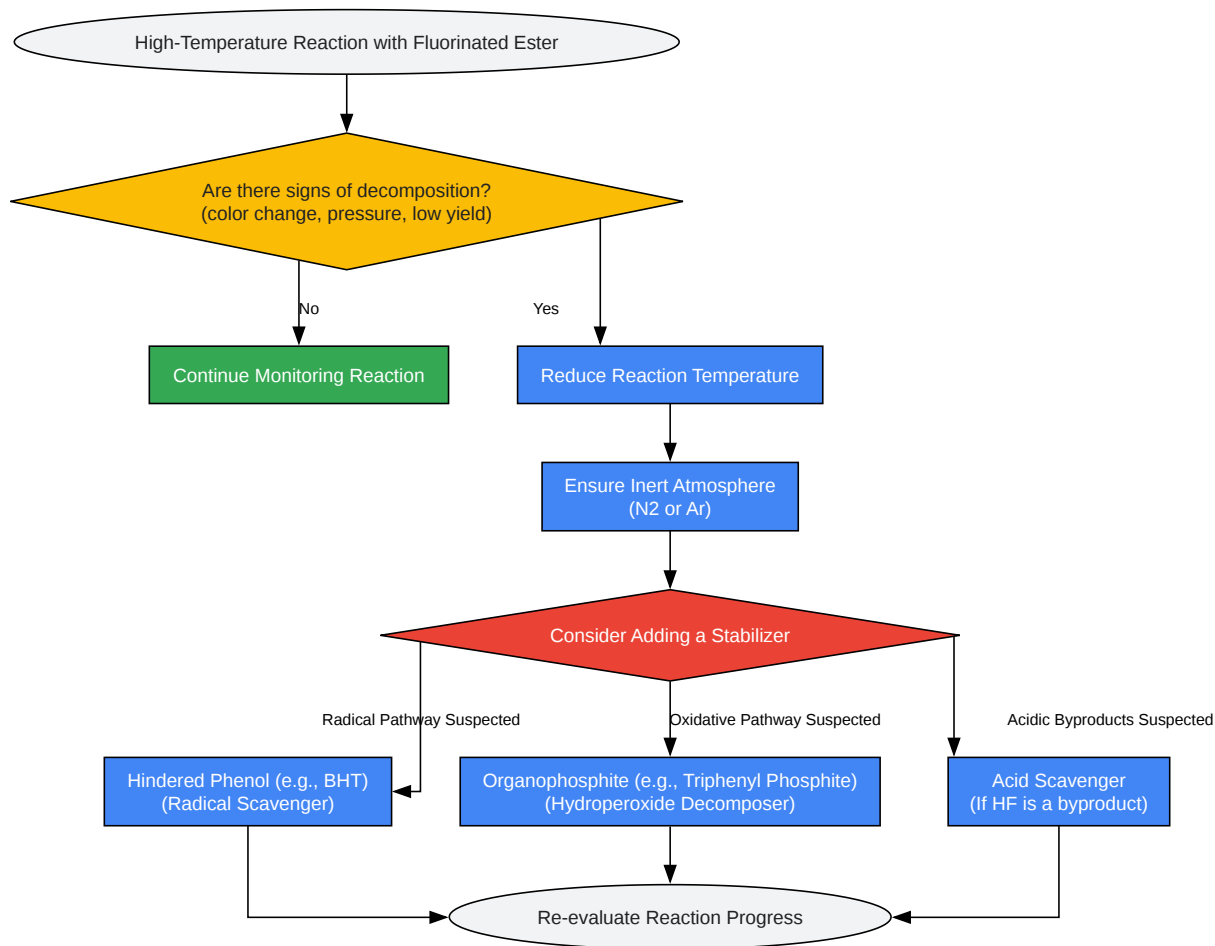 High-Temperature Reaction with Fluorinated Ester
Are there signs of decomposition?
(color change, pressure, low yield)
No
Yes
Continue Monitoring Reaction
Reduce Reaction Temperature
Ensure Inert Atmosphere
(N2 or Ar)
Consider Adding a Stabilizer
Radical Pathway Suspected
Oxidative Pathway Suspected
Acidic Byproducts Suspected
Hindered Phenol (e.g., BHT)
(Radical Scavenger)
Organophosphite (e.g., Triphenyl Phosphite)
(Hydroperoxide Decomposer)
Acid Scavenger
(If HF is a byproduct)
Re-evaluate Reaction Progress